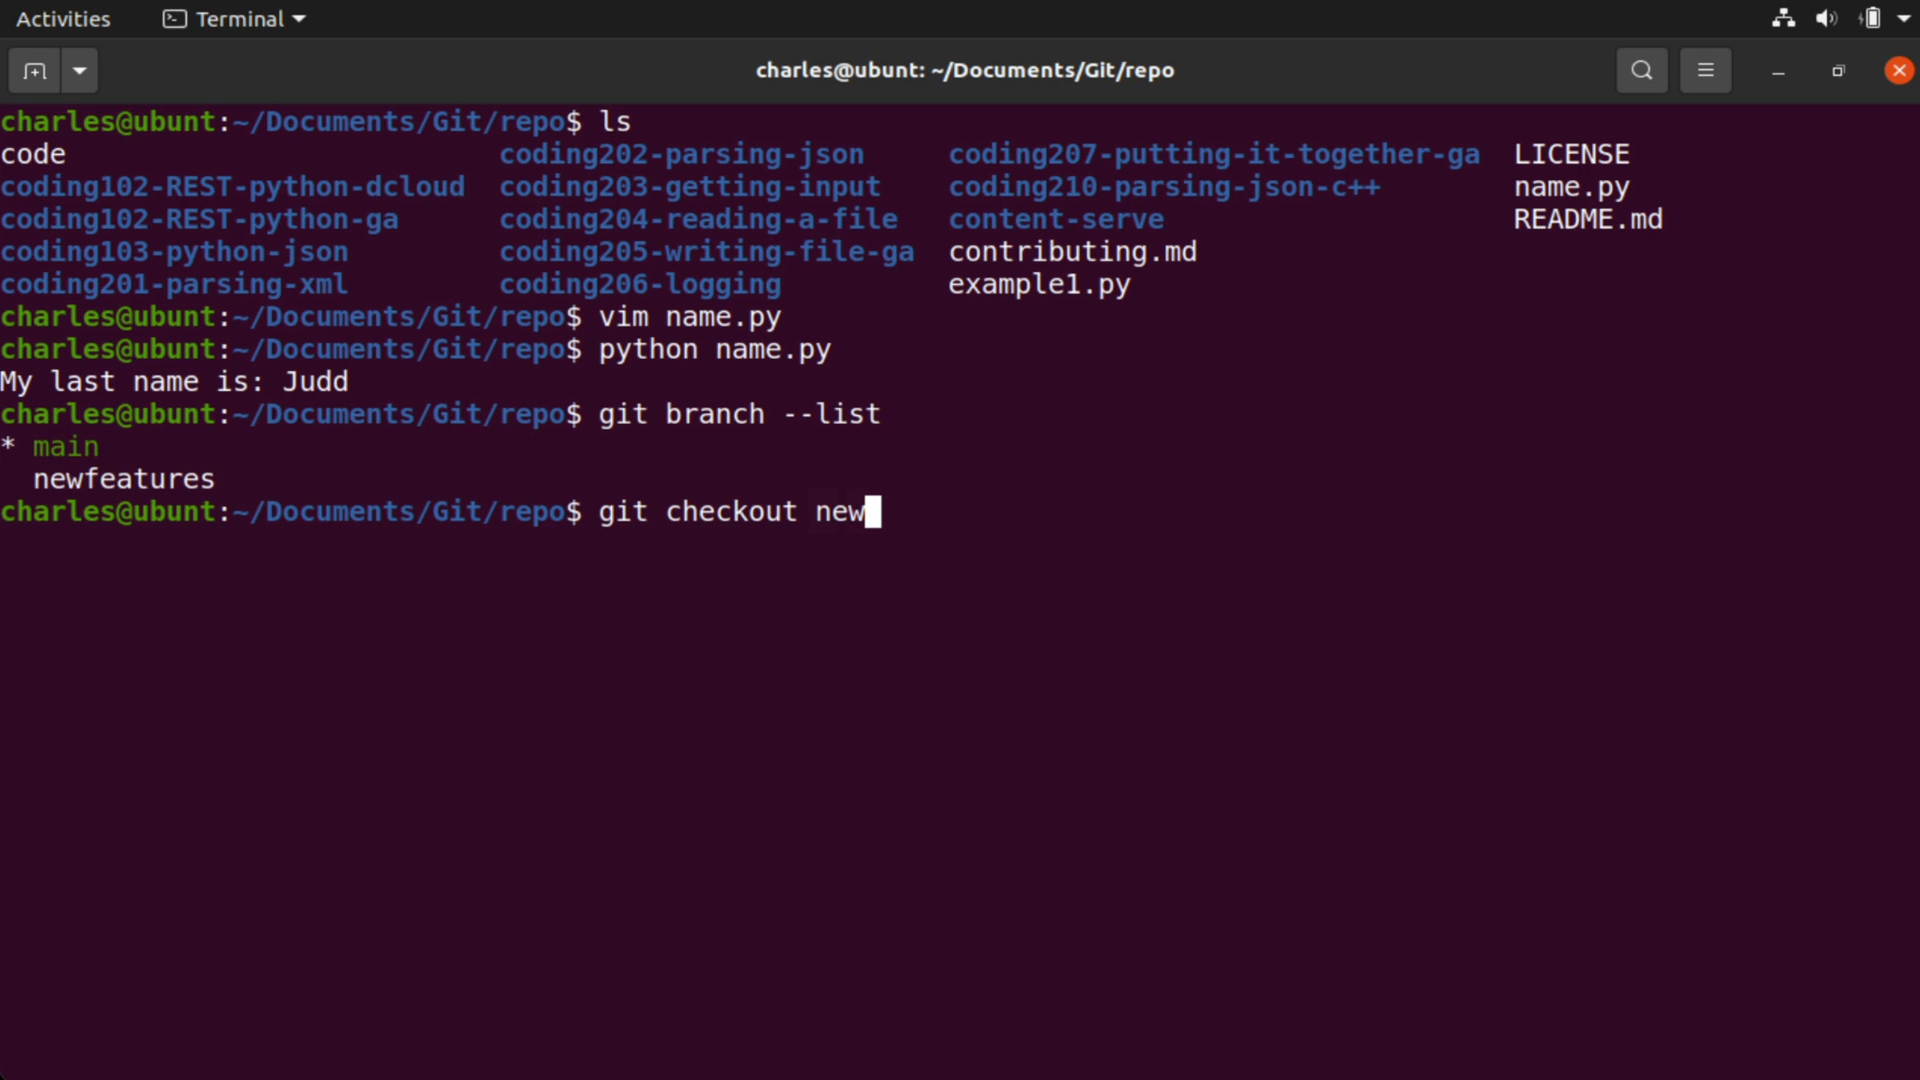 Activities Terminal
charles@ubunt: ~/Documents/Git/repo
charles@ubunt:~/Documents/Git/repo$ ls
code coding202-parsing-json coding207-putting-it-together-ga LICENSE
coding102-REST-python-dcloud coding203-getting-input coding210-parsing-json-c++ name.py
coding102-REST-python-ga coding204-reading-a-file content-serve README.md
coding103-python-json coding205-writing-file-ga contributing.md
coding201-parsing-xml coding206-logging example1.py
charles@ubunt:~/Documents/Git/repo$ vim name.py
charles@ubunt:~/Documents/Git/repo$ python name.py
My last name is: Judd
charles@ubunt:~/Documents/Git/repo$ git branch --list
* main
newfeatures
charles@ubunt:~/Documents/Git/repo$ git checkout new